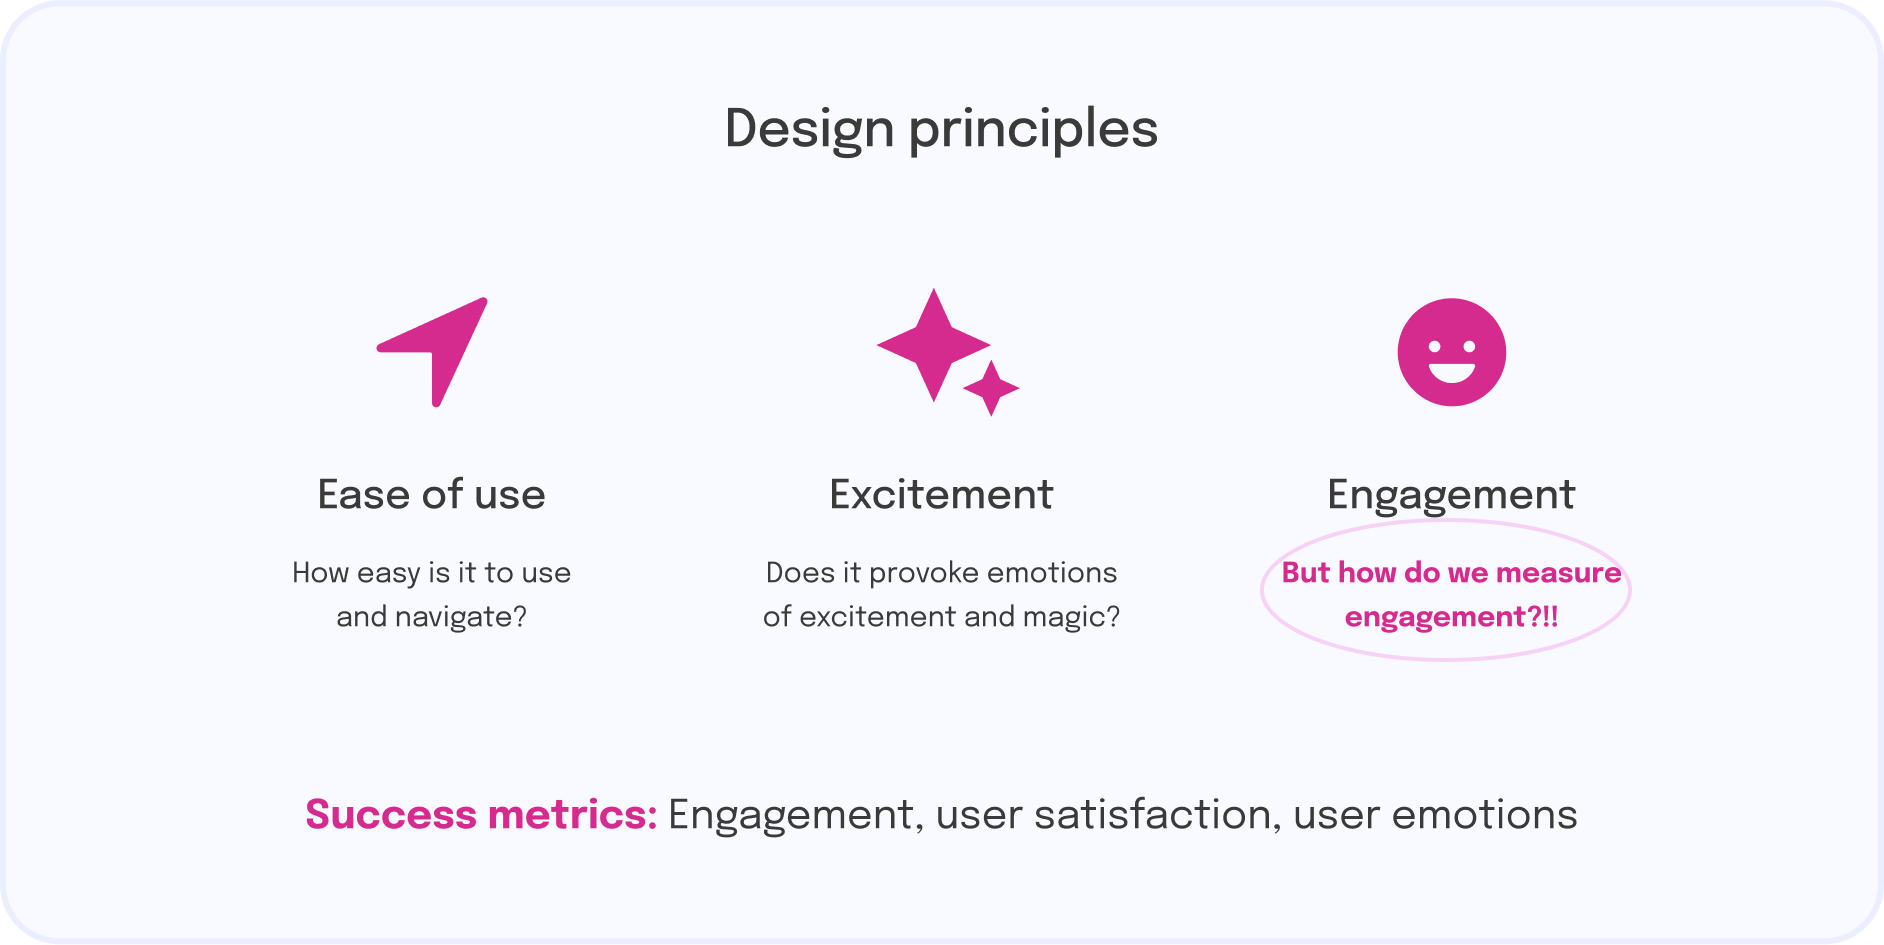 Design principles
Ease of use
How easy is it to use
and navigate?
Excitement
Does it provoke emotions
of excitement and magic?
Engagement
But how do we measure
engagement?!!
Success metrics: Engagement, user satisfaction, user emotions